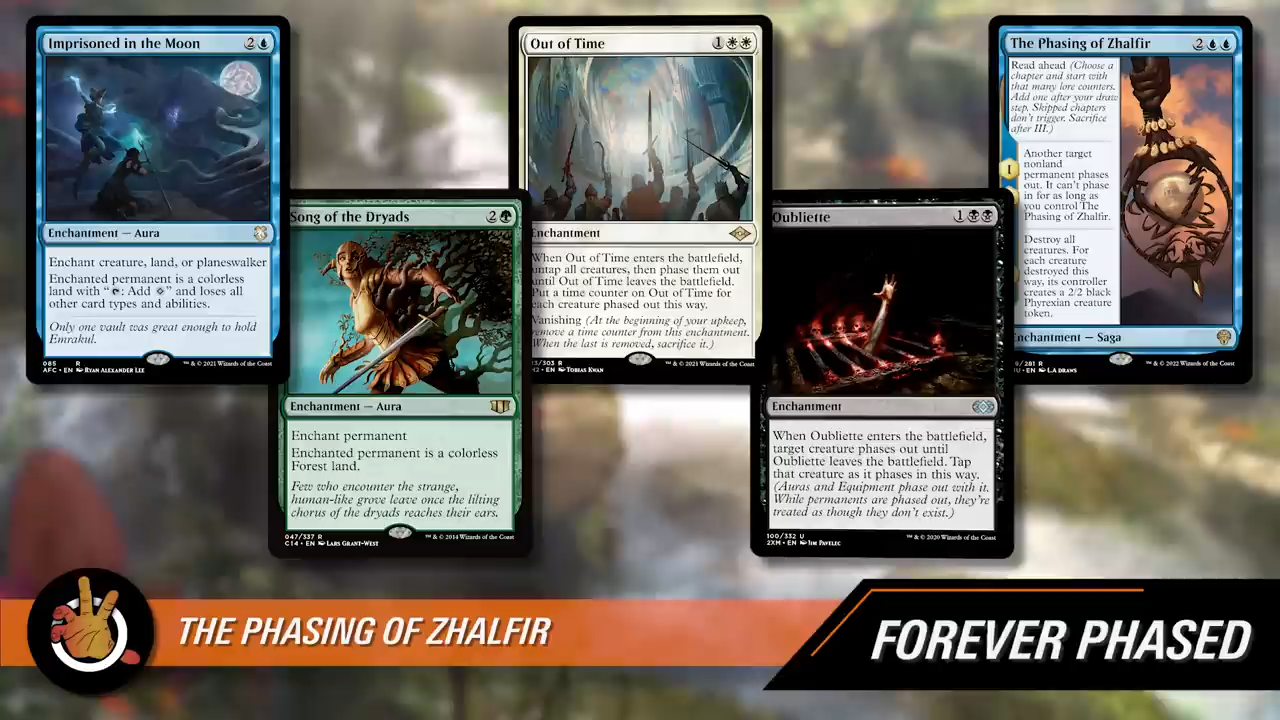 Imprisoned in the Moon 2
Enchantment — Aura
Enchant creature, land, or planeswalker
Enchanted permanent is a colorless
land with “: Add ” and loses all
other card types and abilities.
Only one vault was great enough to hold
Emrakul.
085 R
AFC • EN Ryan Alexander Lee
™ & © 2021 Wizards of the Coast
Song of the Dryads 2
Enchantment — Aura
Enchant permanent
Enchanted permanent is a colorless
Forest land.
Few who encounter the strange,
human-like grove leave once the lilting
chorus of the dryads reaches their ears.
047/337 R
C14 • EN Lars Grant-West
™ & © 2014 Wizards of the Coast
Out of Time 1
Enchantment
When Out of Time enters the battlefield,
untap all creatures, then phase them out
until Out of Time leaves the battlefield.
Put a time counter on Out of Time for
each creature phased out this way.
Vanishing (At the beginning of your upkeep,
remove a time counter from this enchantment.
When the last is removed, sacrifice it.)
3/303 R
H2 • EN Tobias Kwan
™ & © 2021 Wizards of the Coast
Oubliette 1
Enchantment
When Oubliette enters the battlefield,
target creature phases out until
Oubliette leaves the battlefield. Tap
that creature as it phases in this way.
(Auras and Equipment phase out with it.
While permanents are phased out, they're
treated as though they don't exist.)
100/332 U
2XM • EN Jim Pavelec
™ & © 2020 Wizards of the Coast
The Phasing of Zhalfir 2
Read ahead (Choose a
chapter and start with
that many lore counters.
Add one after your draw
step. Skipped chapters
don't trigger. Sacrifice
after III.)
I
Another target
nonland
permanent phases
out. It can't phase
in for as long as
you control The
Phasing of Zhalfir.
Destroy all
creatures. For
each creature
destroyed this
way, its controller
creates a 2/2 black
Phyrexian creature
token.
Enchantment — Saga
/281 R
U • EN L.A Draws
™ & © 2022 Wizards of the Coast
THE PHASING OF ZHALFIR
FOREVER PHASED